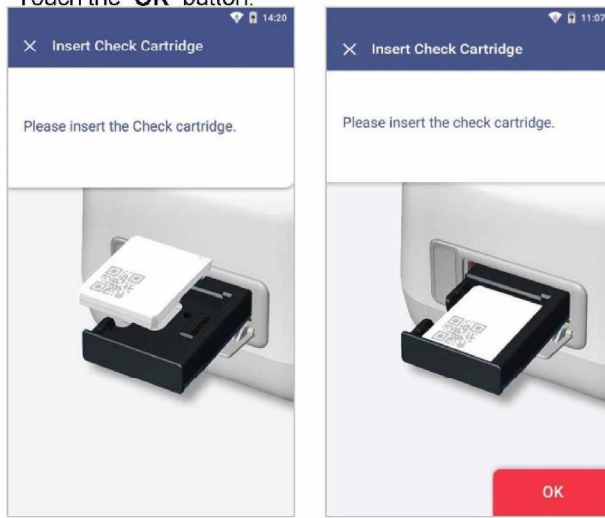 Touch the "OK" button.
14:20
Insert Check Cartridge
Please insert the Check cartridge.
11:07
Insert Check Cartridge
Please insert the check cartridge.
OK